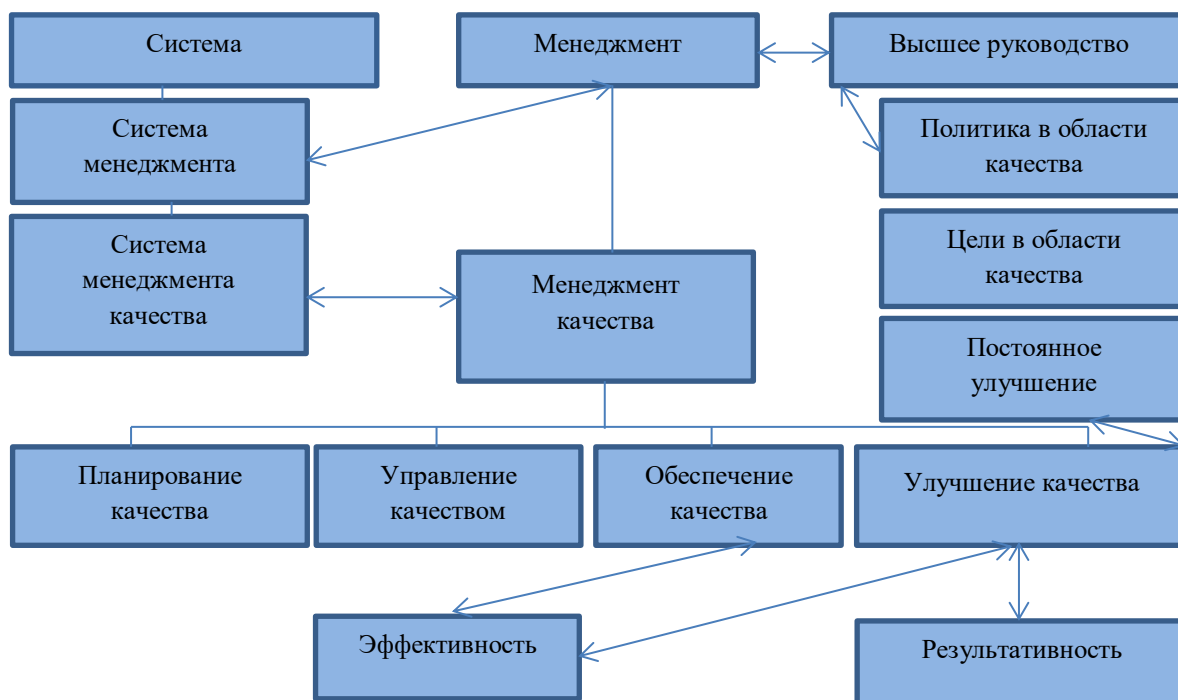 Система
Менеджмент
Высшее руководство
Система
менеджмента
Политика в области
качества
Система
менеджмента
качества
Менеджмент
качества
Цели в области
качества
Постоянное
улучшение
Планирование
качества
Управление
качеством
Обеспечение
качества
Улучшение качества
Эффективность
Результативность